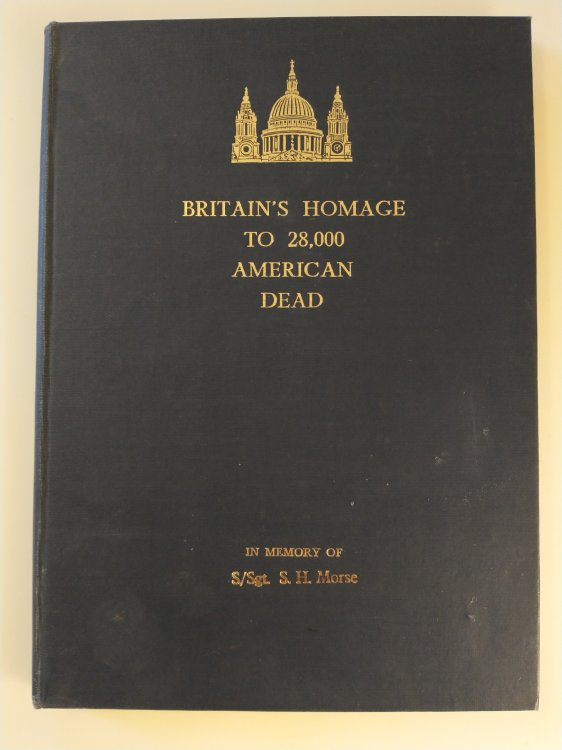 BRITAIN'S HOMAGE
TO 28,000
AMERICAN
DEAD
IN MEMORY OF
S/Sgt. S. H. Morse